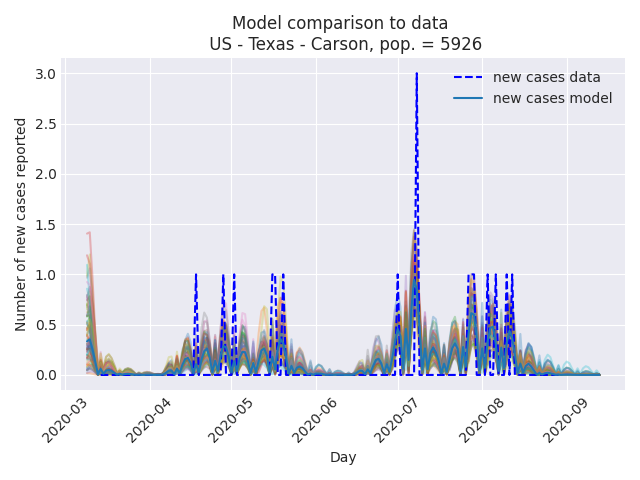 Model comparison to data
US - Texas - Carson, pop. = 5926
new cases data
new cases model
Number of new cases reported
3.0
2.5
2.0
1.5
1.0
0.5
0.0
2020-03
2020-04
2020-05
2020-06
2020-07
2020-08
2020-09
Day